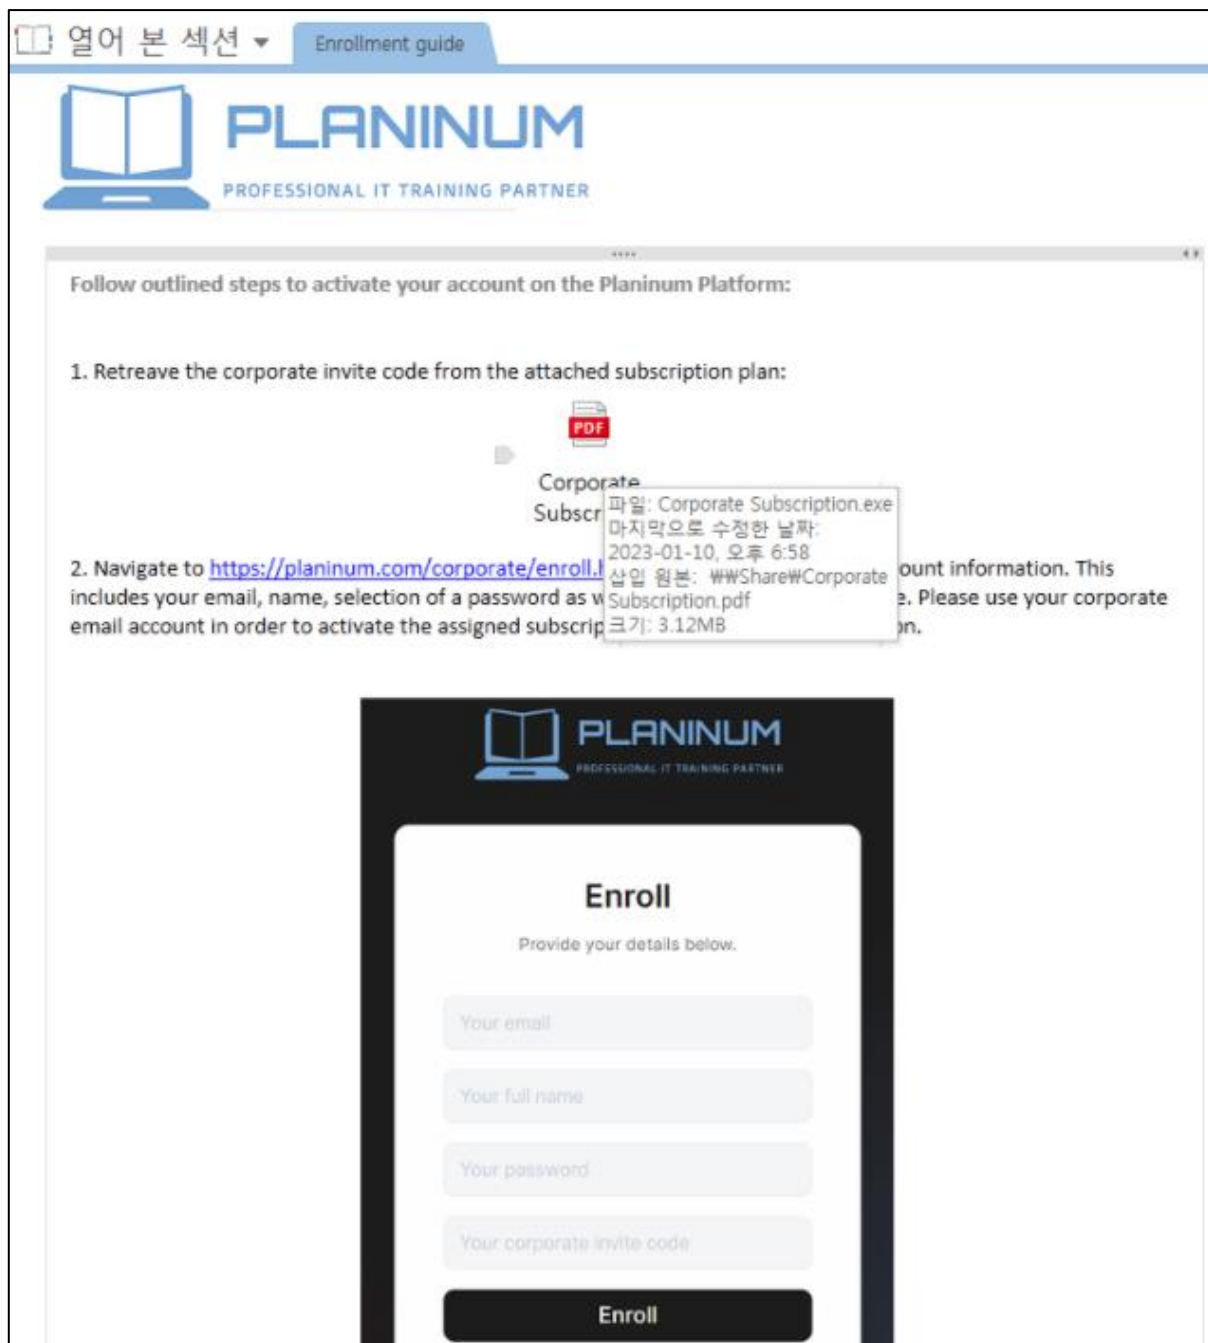 열어 본 섹션
Enrollment guide
PLANINUM
PROFESSIONAL IT TRAINING PARTNER
Follow outlined steps to activate your account on the Planinum Platform:
1. Retreave the corporate invite code from the attached subscription plan:
PDF
Corporate
Subscr
파일: Corporate Subscription.exe
마지막으로 수정한 날짜:
2023-01-10, 오후 6:58
삽입 원본: ₩₩Share₩Corporate
Subscription.pdf
크기: 3.12MB
2. Navigate to https://planinum.com/corporate/enroll. ount information. This
includes your email, name, selection of a password as e. Please use your corporate
email account in order to activate the assigned subscrip on.
PLANINUM
PROFESSIONAL IT TRAINING PARTNER
Enroll
Provide your details below.
Your email
Your full name
Your password
Your corporate invite code
Enroll